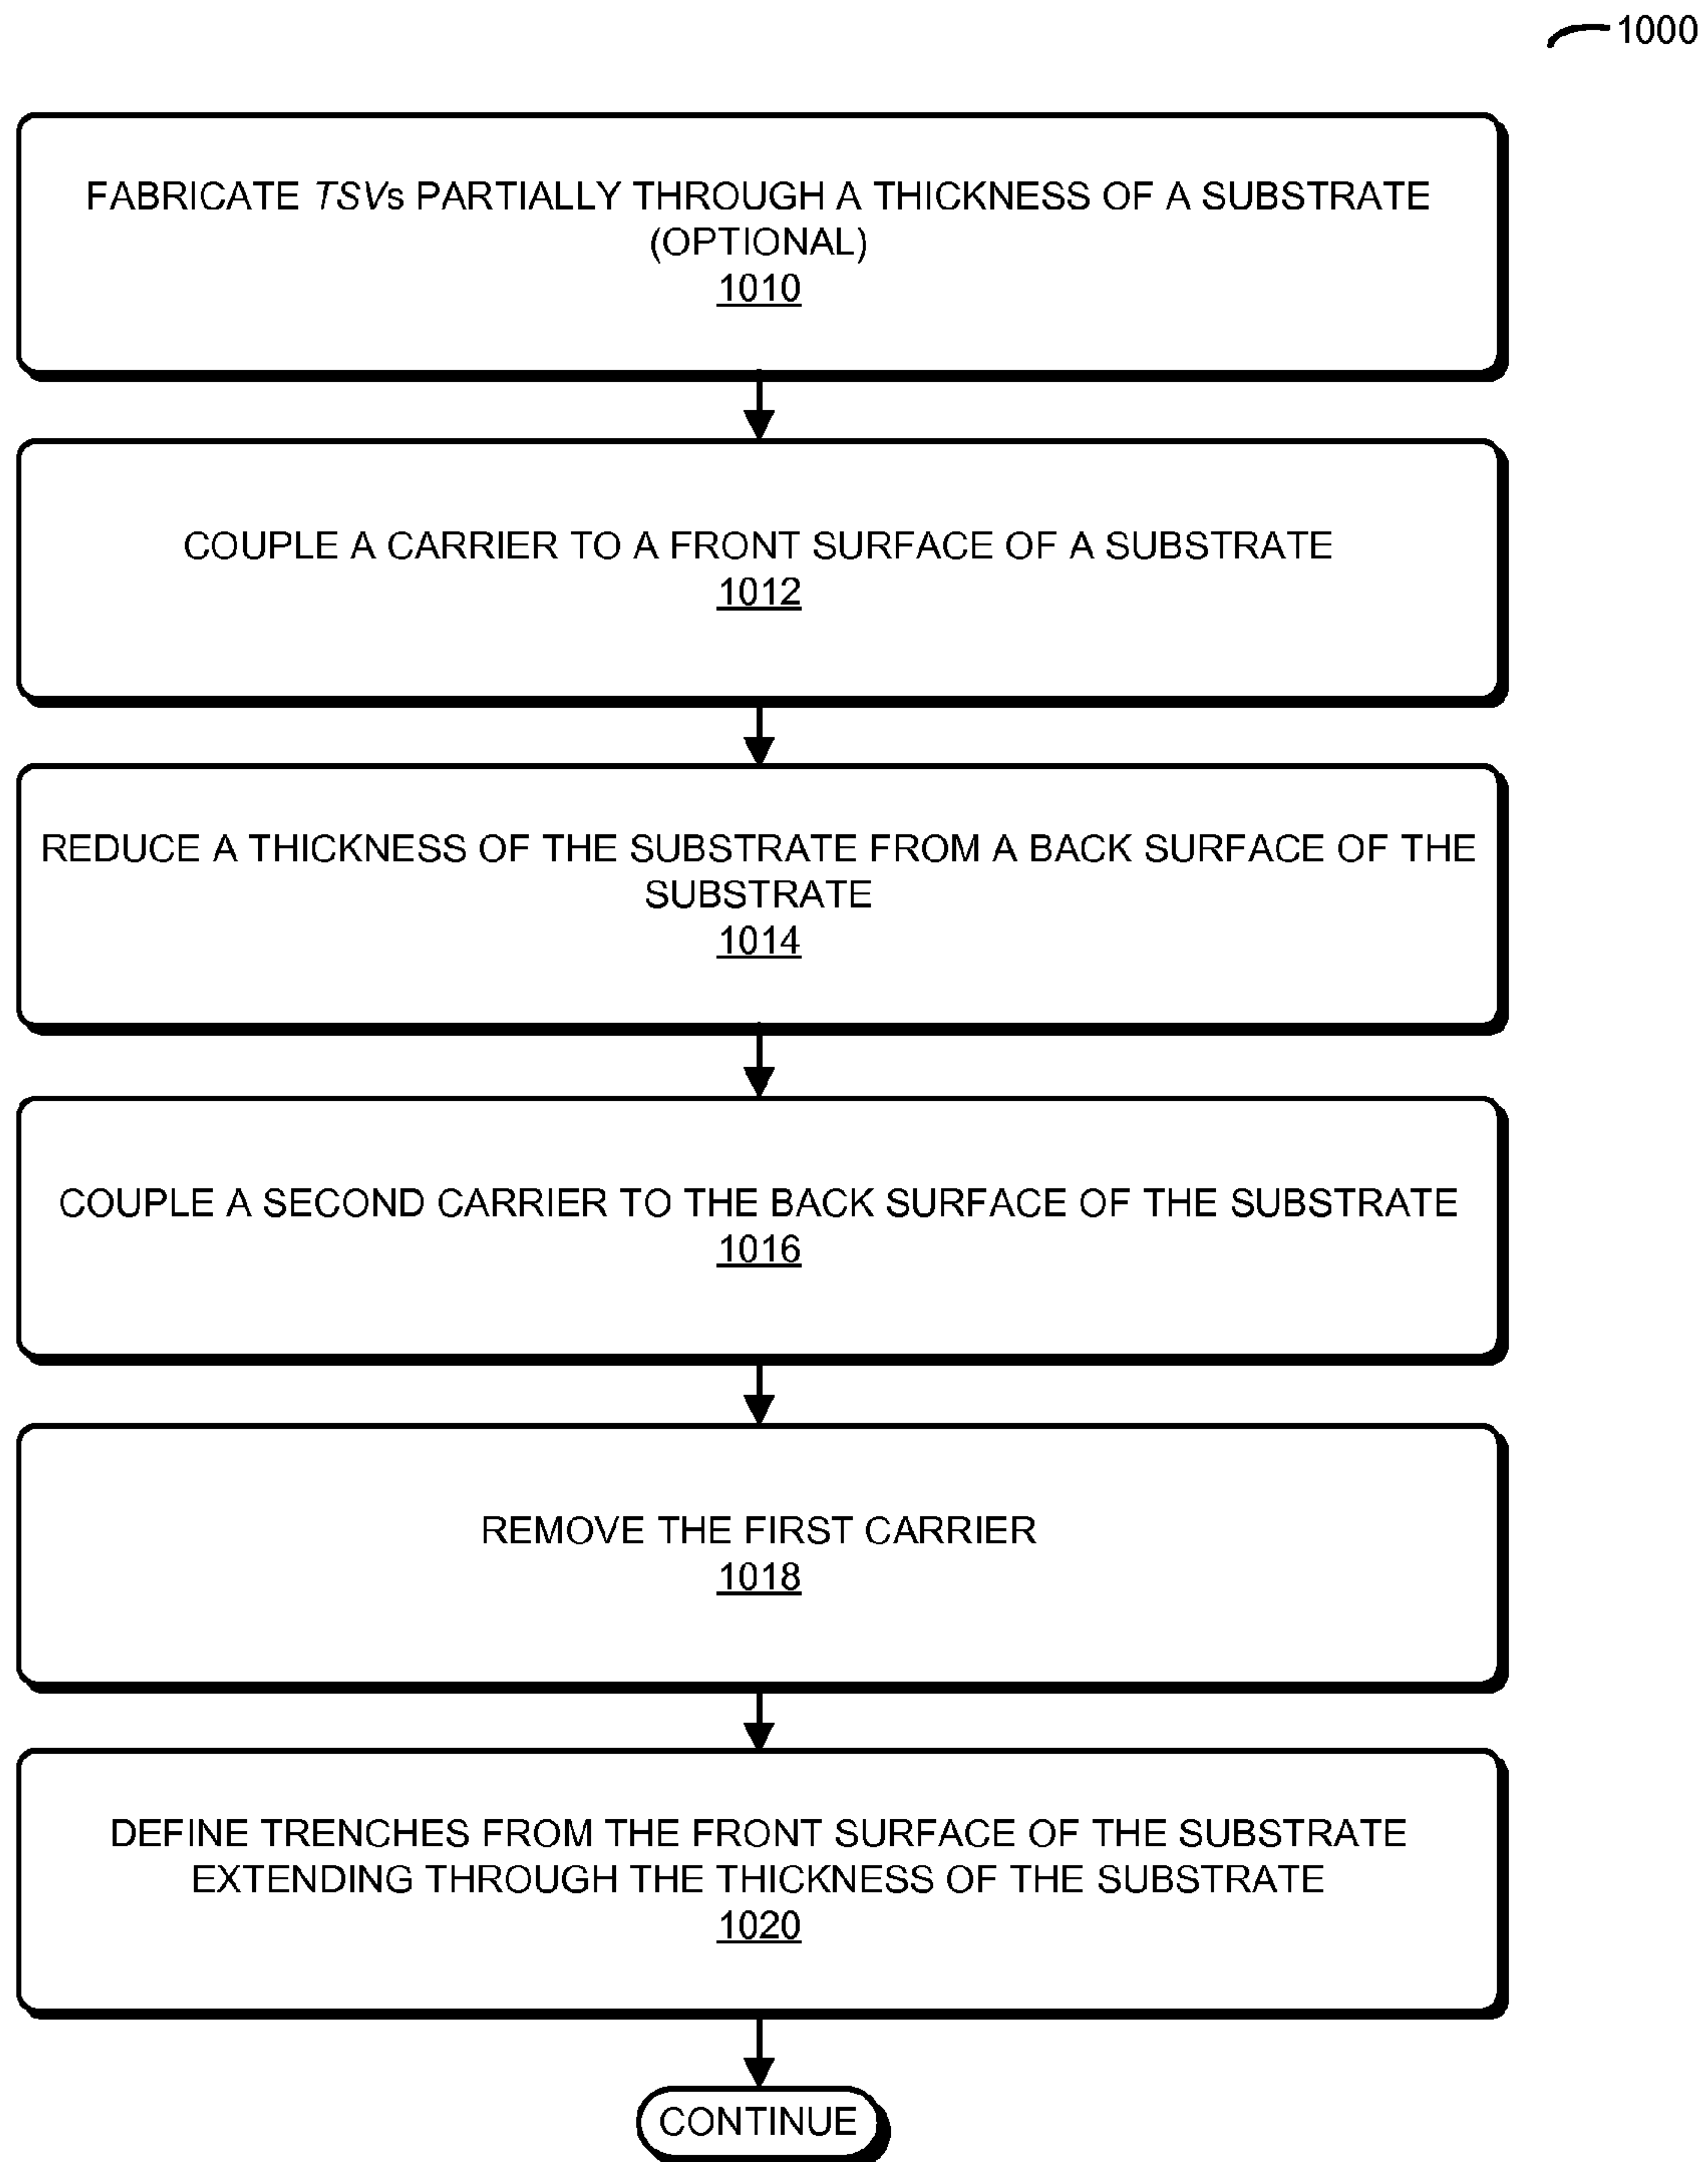 1000
FABRICATE TSVs PARTIALLY THROUGH A THICKNESS OF A SUBSTRATE
(OPTIONAL)
1010
COUPLE A CARRIER TO A FRONT SURFACE OF A SUBSTRATE
1012
REDUCE A THICKNESS OF THE SUBSTRATE FROM A BACK SURFACE OF THE
SUBSTRATE
1014
COUPLE A SECOND CARRIER TO THE BACK SURFACE OF THE SUBSTRATE
1016
REMOVE THE FIRST CARRIER
1018
DEFINE TRENCHES FROM THE FRONT SURFACE OF THE SUBSTRATE
EXTENDING THROUGH THE THICKNESS OF THE SUBSTRATE
1020
CONTINUE